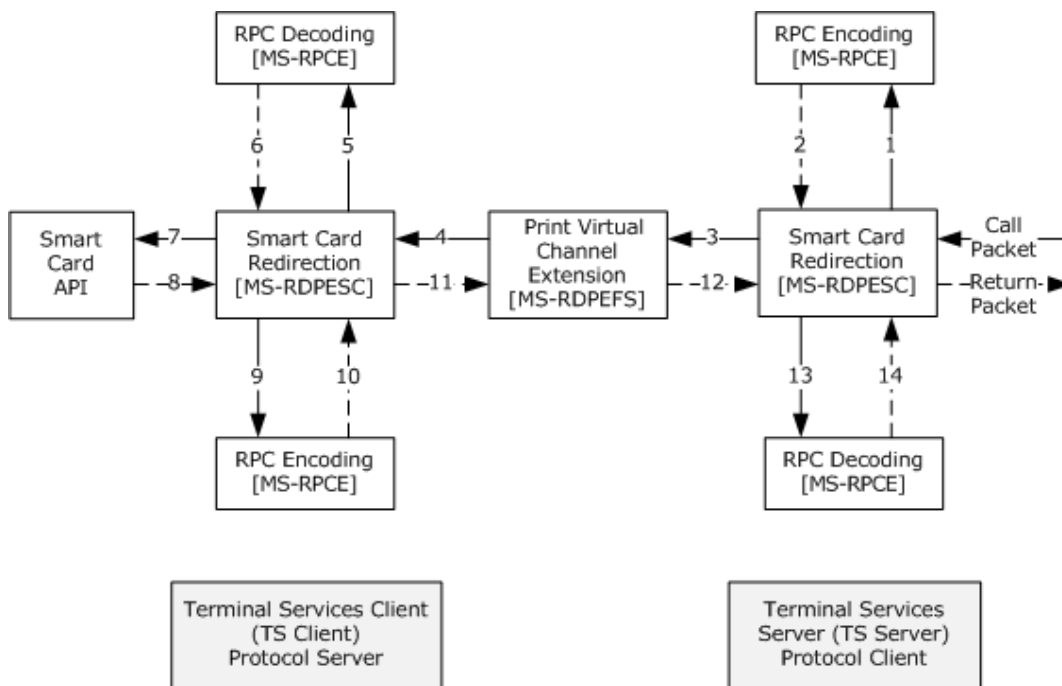 RPC Decoding
[MS-RPCE]
RPC Encoding
[MS-RPCE]
6
5
2
1
Smart
Card
API
7
8
Smart Card
Redirection
[MS-RDPESC]
4
11
Print Virtual
Channel
Extension
[MS-RDPEFS]
3
12
Smart Card
Redirection
[MS-RDPESC]
Call
Packet
Return
Packet
9
10
13
14
RPC Encoding
[MS-RPCE]
RPC Decoding
[MS-RPCE]
Terminal Services Client
(TS Client)
Protocol Server
Terminal Services
Server (TS Server)
Protocol Client